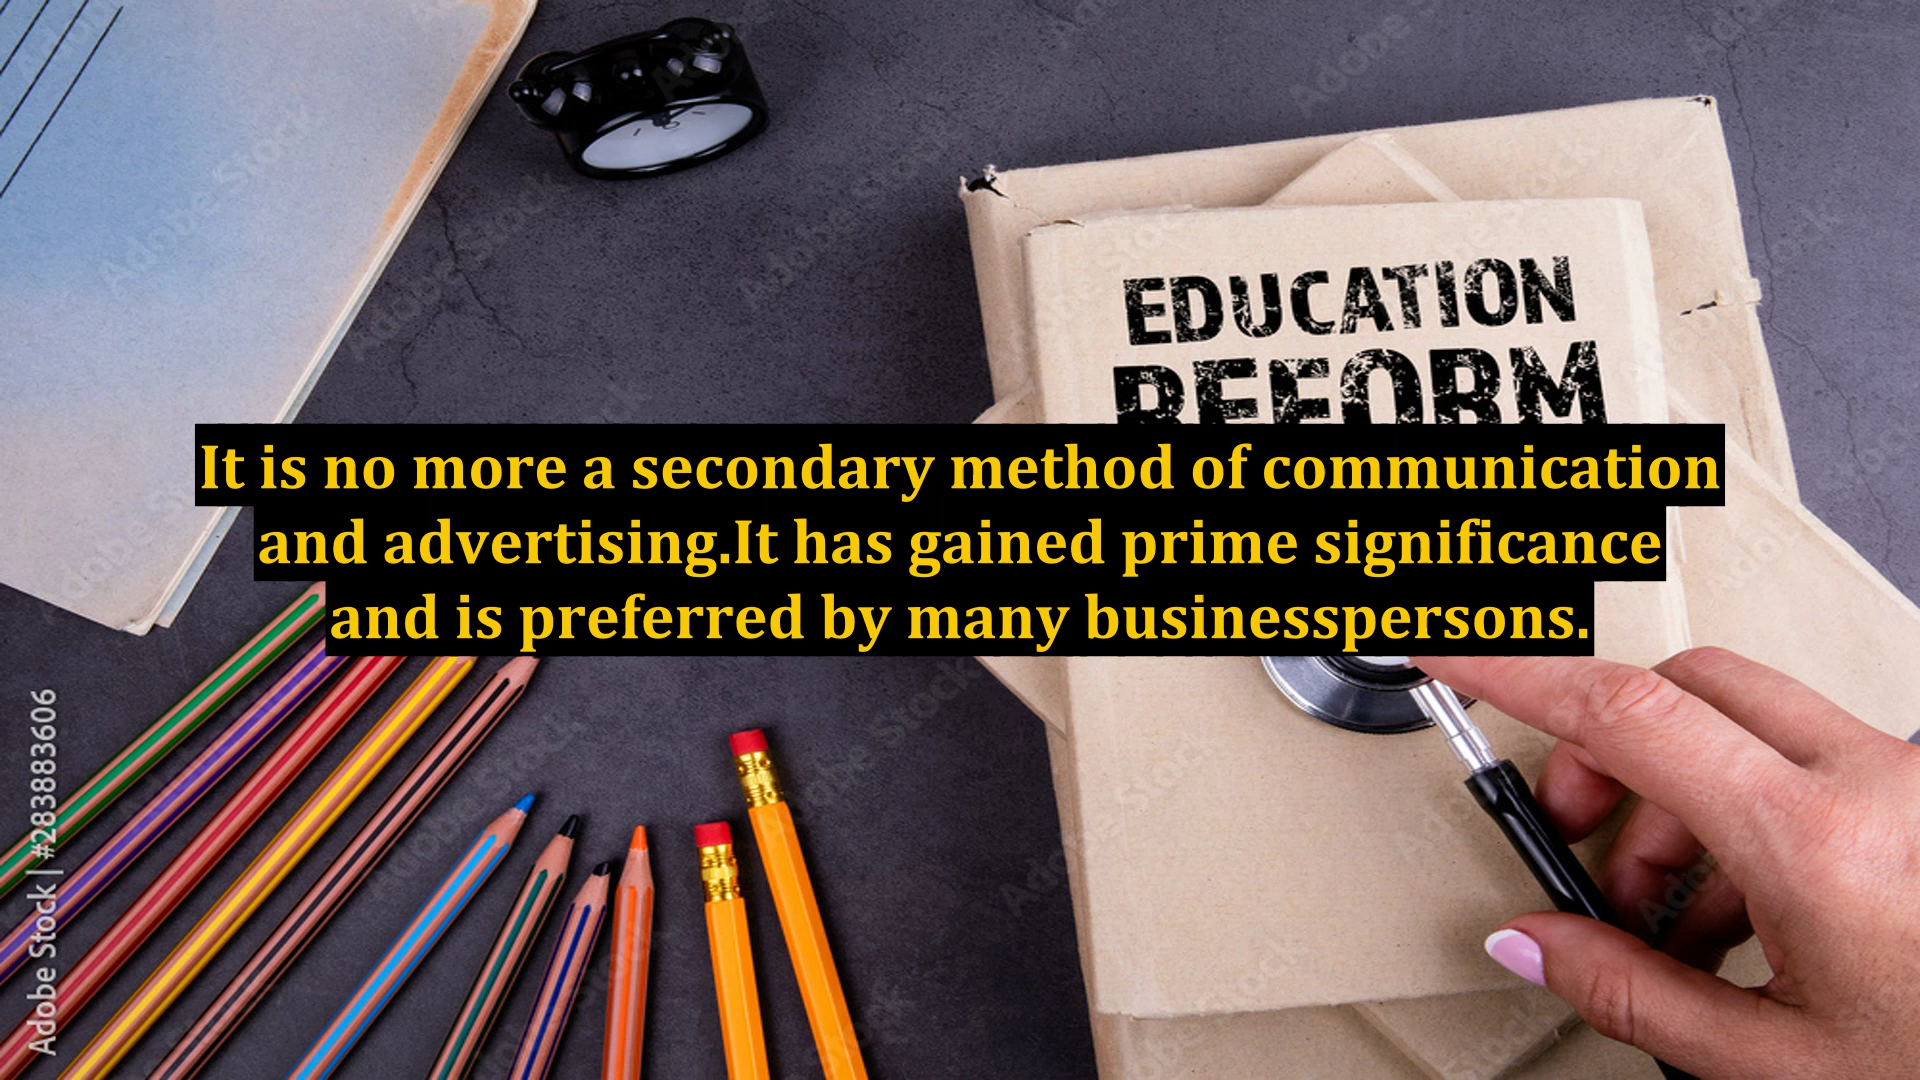 EDUCATION
REFORM
It is no more a secondary method of communication
and advertising.It has gained prime significance
and is preferred by many businesspersons.
Adobe Stock | #283883606